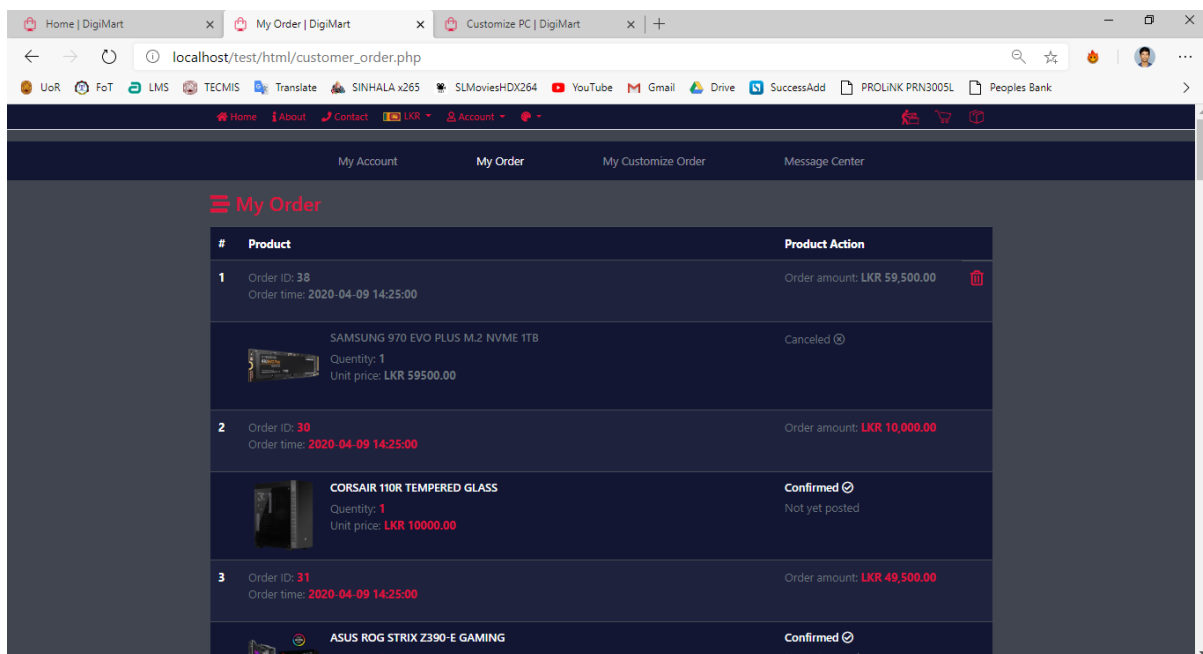 Home | DigiMart
My Order | DigiMart
Customize PC | DigiMart
localhost/test/html/customer_order.php
UoR FoT LMS TECMIS Translate SINHALA x265 SLMoviesHDX264 YouTube Gmail Drive SuccessAdd PROLiNK PRN3005L Peoples Bank
Home About Contact LKR Account
My Account My Order My Customize Order Message Center
My Order
# Product Product Action
1 Order ID: 38 Order amount: LKR 59,500.00
Order time: 2020-04-09 14:25:00
SAMSUNG 970 EVO PLUS M.2 NVME 1TB Canceled
Quantity: 1
Unit price: LKR 59500.00
2 Order ID: 30 Order amount: LKR 10,000.00
Order time: 2020-04-09 14:25:00
CORSAIR 110R TEMPERED GLASS Confirmed
Quantity: 1 Not yet posted
Unit price: LKR 10000.00
3 Order ID: 31 Order amount: LKR 49,500.00
Order time: 2020-04-09 14:25:00
ASUS ROG STRIX Z390-E GAMING Confirmed